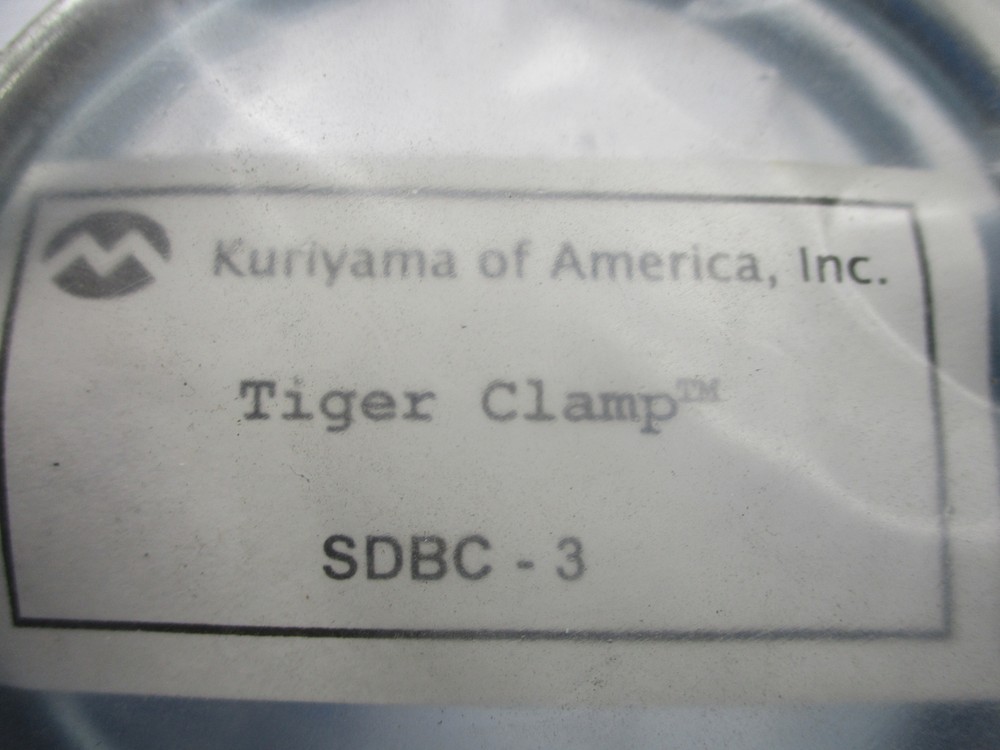 Kuriyama of America, Inc.
Tiger Clamp™
SDBC - 3